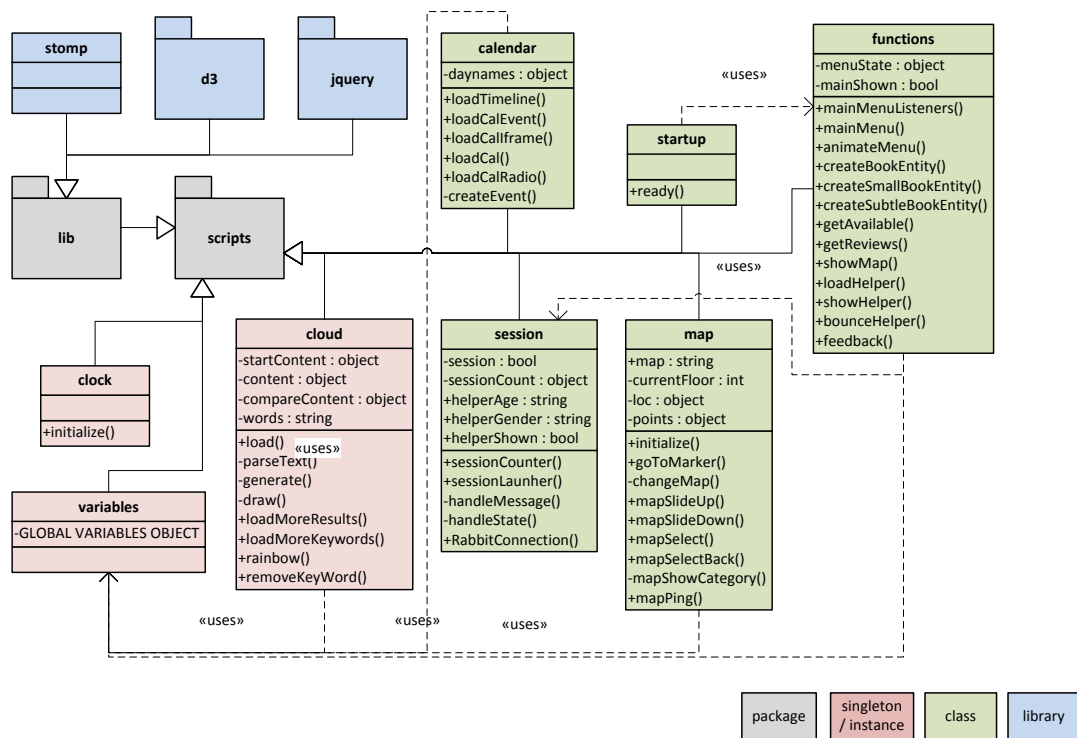 stomp
d3
jquery
lib
scripts
calendar
-daynames : object
+loadTimeline()
+loadCalEvent()
+loadCalIframe()
+loadCal()
+loadCalRadio()
-createEvent()
startup
+ready()
«uses»
functions
-menuState : object
-mainShown : bool
+mainMenuListeners()
+mainMenu()
+animateMenu()
+createBookEntity()
+createSmallBookEntity()
+createSubtleBookEntity()
+getAvailable()
+getReviews()
+showMap()
+loadHelper()
+showHelper()
+bounceHelper()
+feedback()
«uses»
clock
+initialize()
variables
-GLOBAL VARIABLES OBJECT
cloud
-startContent : object
-content : object
-compareContent : object
-words : string
+load()
«uses»
-parseText()
-generate()
-draw()
+loadMoreResults()
+loadMoreKeywords()
+rainbow()
+removeKeyWord()
session
-session : bool
-sessionCount : object
+helperAge : string
+helperGender : string
+helperShown : bool
+sessionCounter()
+sessionLaunher()
-handleMessage()
-handleState()
+RabbitConnection()
map
+map : string
-currentFloor : int
-loc : object
-points : object
+initialize()
+goToMarker()
-changeMap()
+mapSlideUp()
+mapSlideDown()
+mapSelect()
+mapSelectBack()
-mapShowCategory()
+mapPing()
«uses»
«uses»
«uses»
package
singleton
/ instance
class
library